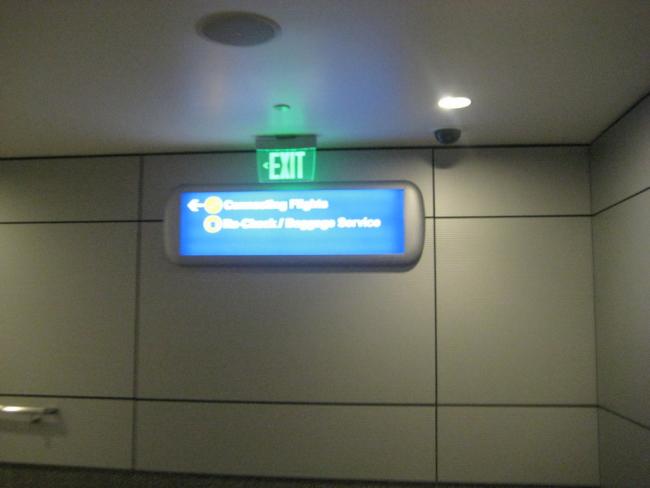 EXIT
Connecting Flights
Re-Check / Baggage Service